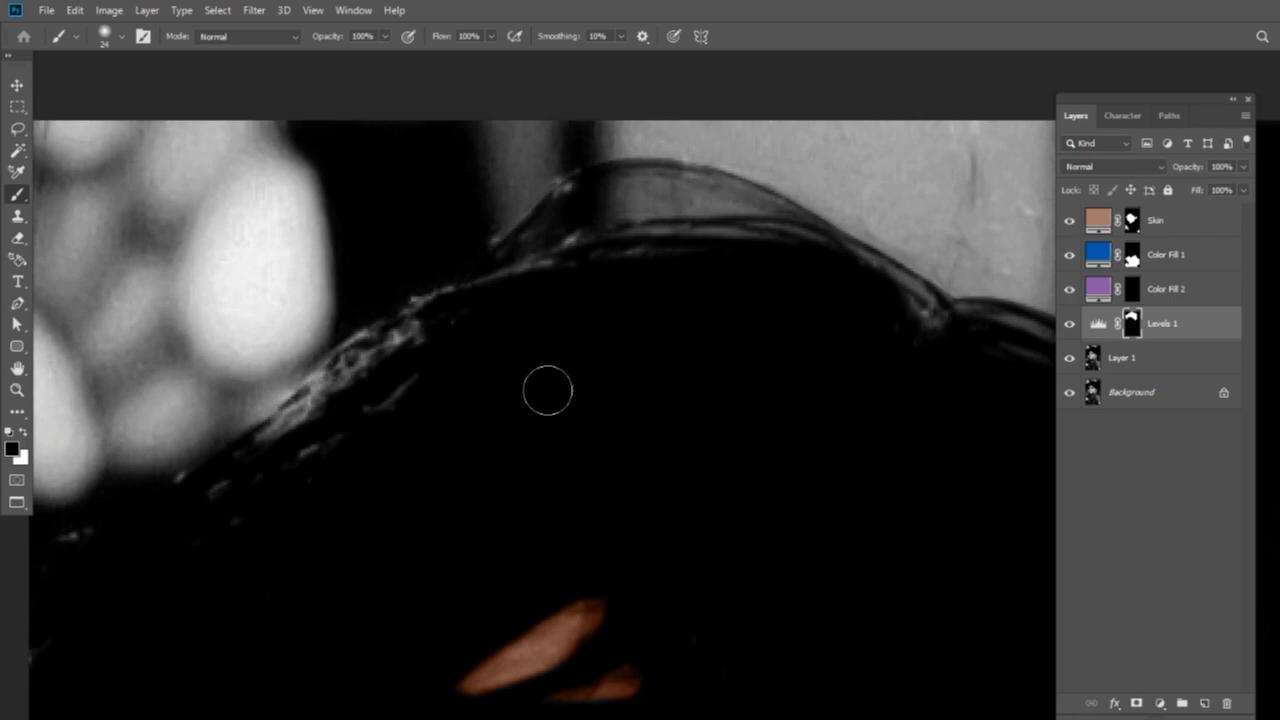 Ps File Edit Image Layer Type Select Filter 3D View Window Help
24 Mode: Normal Opacity: 100% Flow: 100% Smoothing: 10%
Layers Character Paths
Kind
Normal Opacity: 100%
Lock: Fill: 100%
Skin
Color Fill 1
Color Fill 2
Levels 1
Layer 1
Background